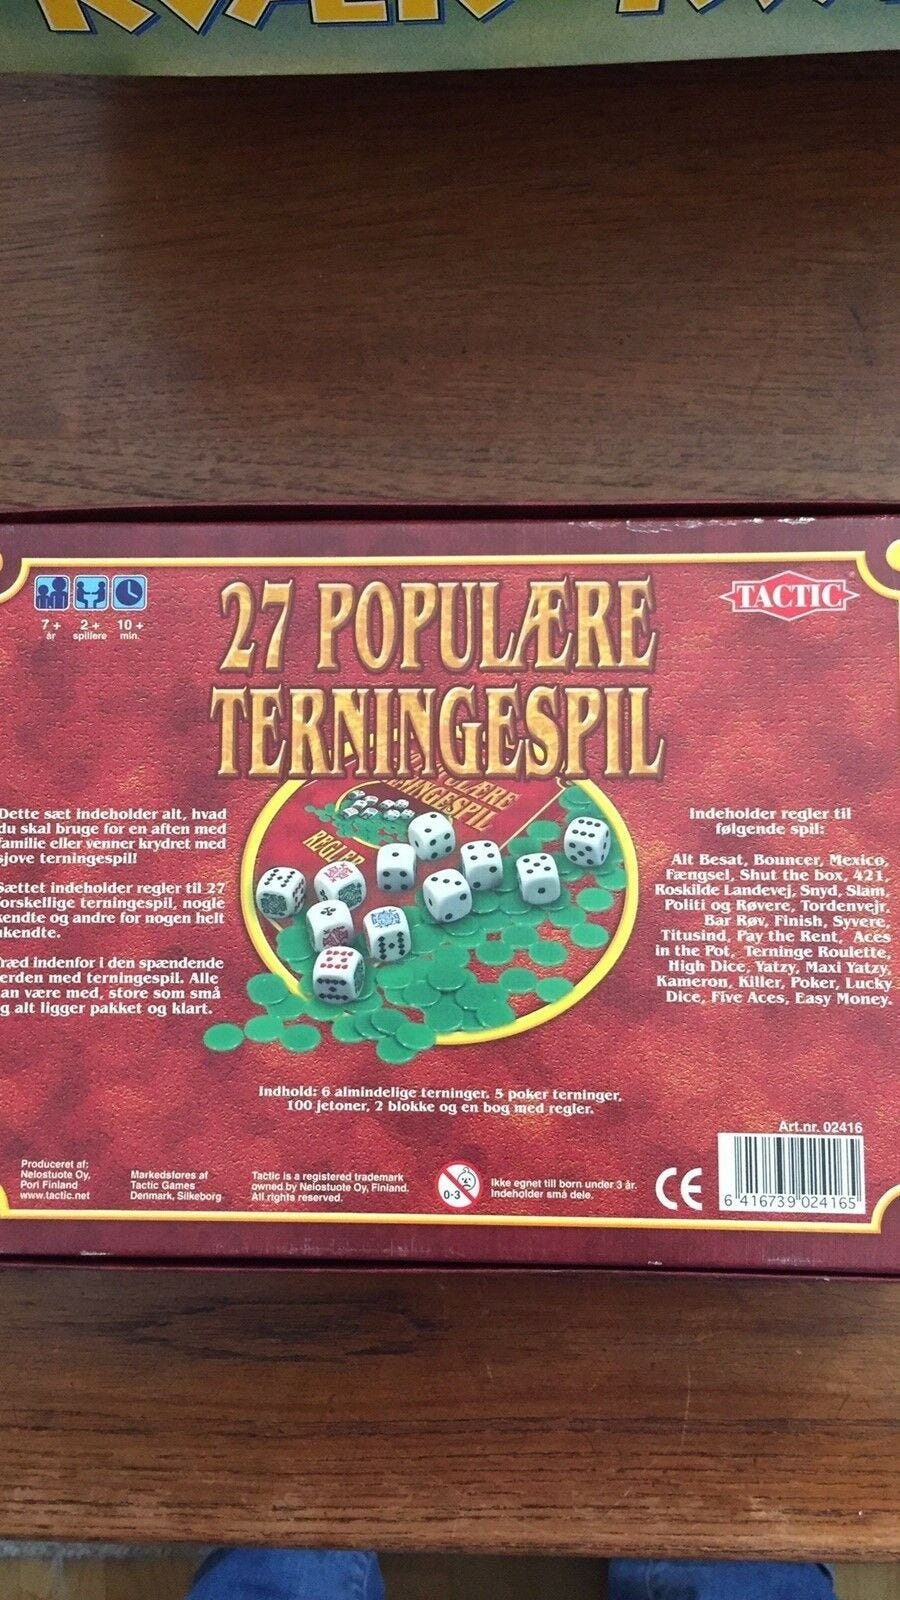 27 POPULÆRE
TERNINGESPIL
TACTIC
7+ år
2+ spillere
10+ min.
Dette sæt indeholder alt, hvad
du skal bruge for en aften med
familie eller venner krydret med
sjove terningespil!
Sættet indeholder regler til 27
forskellige terningespil, nogle
kendte og andre for nogen helt
ukendte.
Træd indenfor i den spændende
verden med terningespil. Alle
kan være med, store som små
og alt ligger pakket og klart.
REGLER
Indeholder regler til
følgende spil:
Alt Besat, Bouncer, Mexico,
Fængsel, Shut the box, 421,
Roskilde Landevej, Snyd, Slam,
Politi og Røvere, Tordenvejr,
Bar Røv, Finish, Syvere,
Titusind, Pay the Rent, Aces
in the Pot, Terninge Roulette,
High Dice, Yatzy, Maxi Yatzy,
Kameron, Killer, Poker, Lucky
Dice, Five Aces, Easy Money.
Indhold: 6 almindelige terninger. 5 poker terninger,
100 jetoner, 2 blokke og en bog med regler.
Produceret af:
Nelostuote Oy,
Pori Finland
www.tactic.net
Markedsføres af
Tactic Games
Denmark, Silkeborg
Tactic is a registered trademark
owned by Nelostuote Oy, Finland.
All rights reserved.
0-3
Ikke egnet til born under 3 år.
Indeholder små dele.
CE
Art.nr. 02416
6 416739 024165